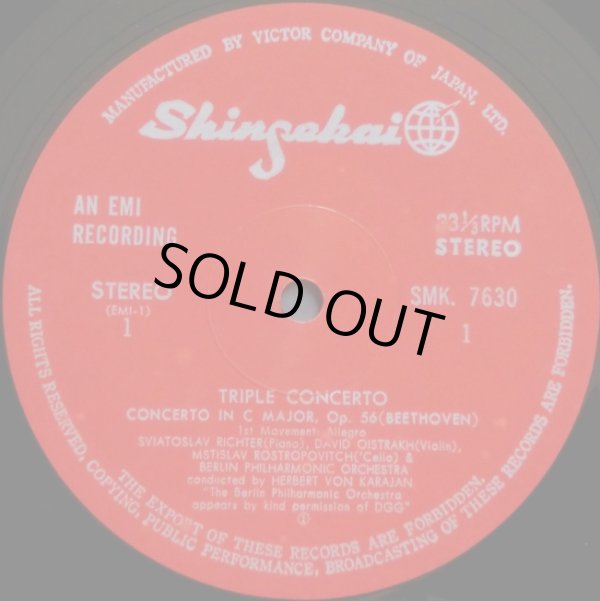 MANUFACTURED BY VICTOR COMPANY OF JAPAN, LTD.
Shinsekai
AN EMI
RECORDING
33⅓RPM
STEREO
STEREO
(EMI-1)
1
SMK. 7630
1
SOLD OUT
TRIPLE CONCERTO
CONCERTO IN C MAJOR, Op. 56(BEETHOVEN)
1st Movement: Allegro
SVIATOSLAV RICHTER(Piano), DAVID OISTRAKH(Violin),
MSTISLAV ROSTROPOVITCH('Cello) &
BERLIN PHILHARMONIC ORCHESTRA
conducted by HERBERT VON KARAJAN
"The Berlin Philharmonic Orchestra
appears by kind permission of DGG"
①
ALL RIGHTS RESERVED, COPYING, PUBLIC PERFORMANCE, BROADCASTING OF THESE RECORDS ARE FORBIDDEN.
THE EXPORT OF THESE RECORDS ARE FORBIDDEN.